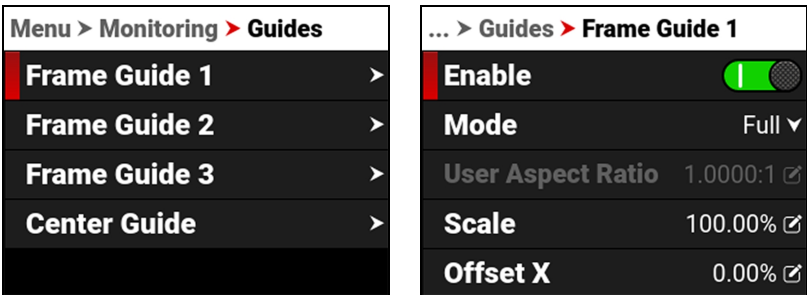 Menu > Monitoring > Guides
Frame Guide 1
Frame Guide 2
Frame Guide 3
Center Guide
... > Guides > Frame Guide 1
Enable
Mode Full
User Aspect Ratio 1.0000:1
Scale 100.00%
Offset X 0.00%